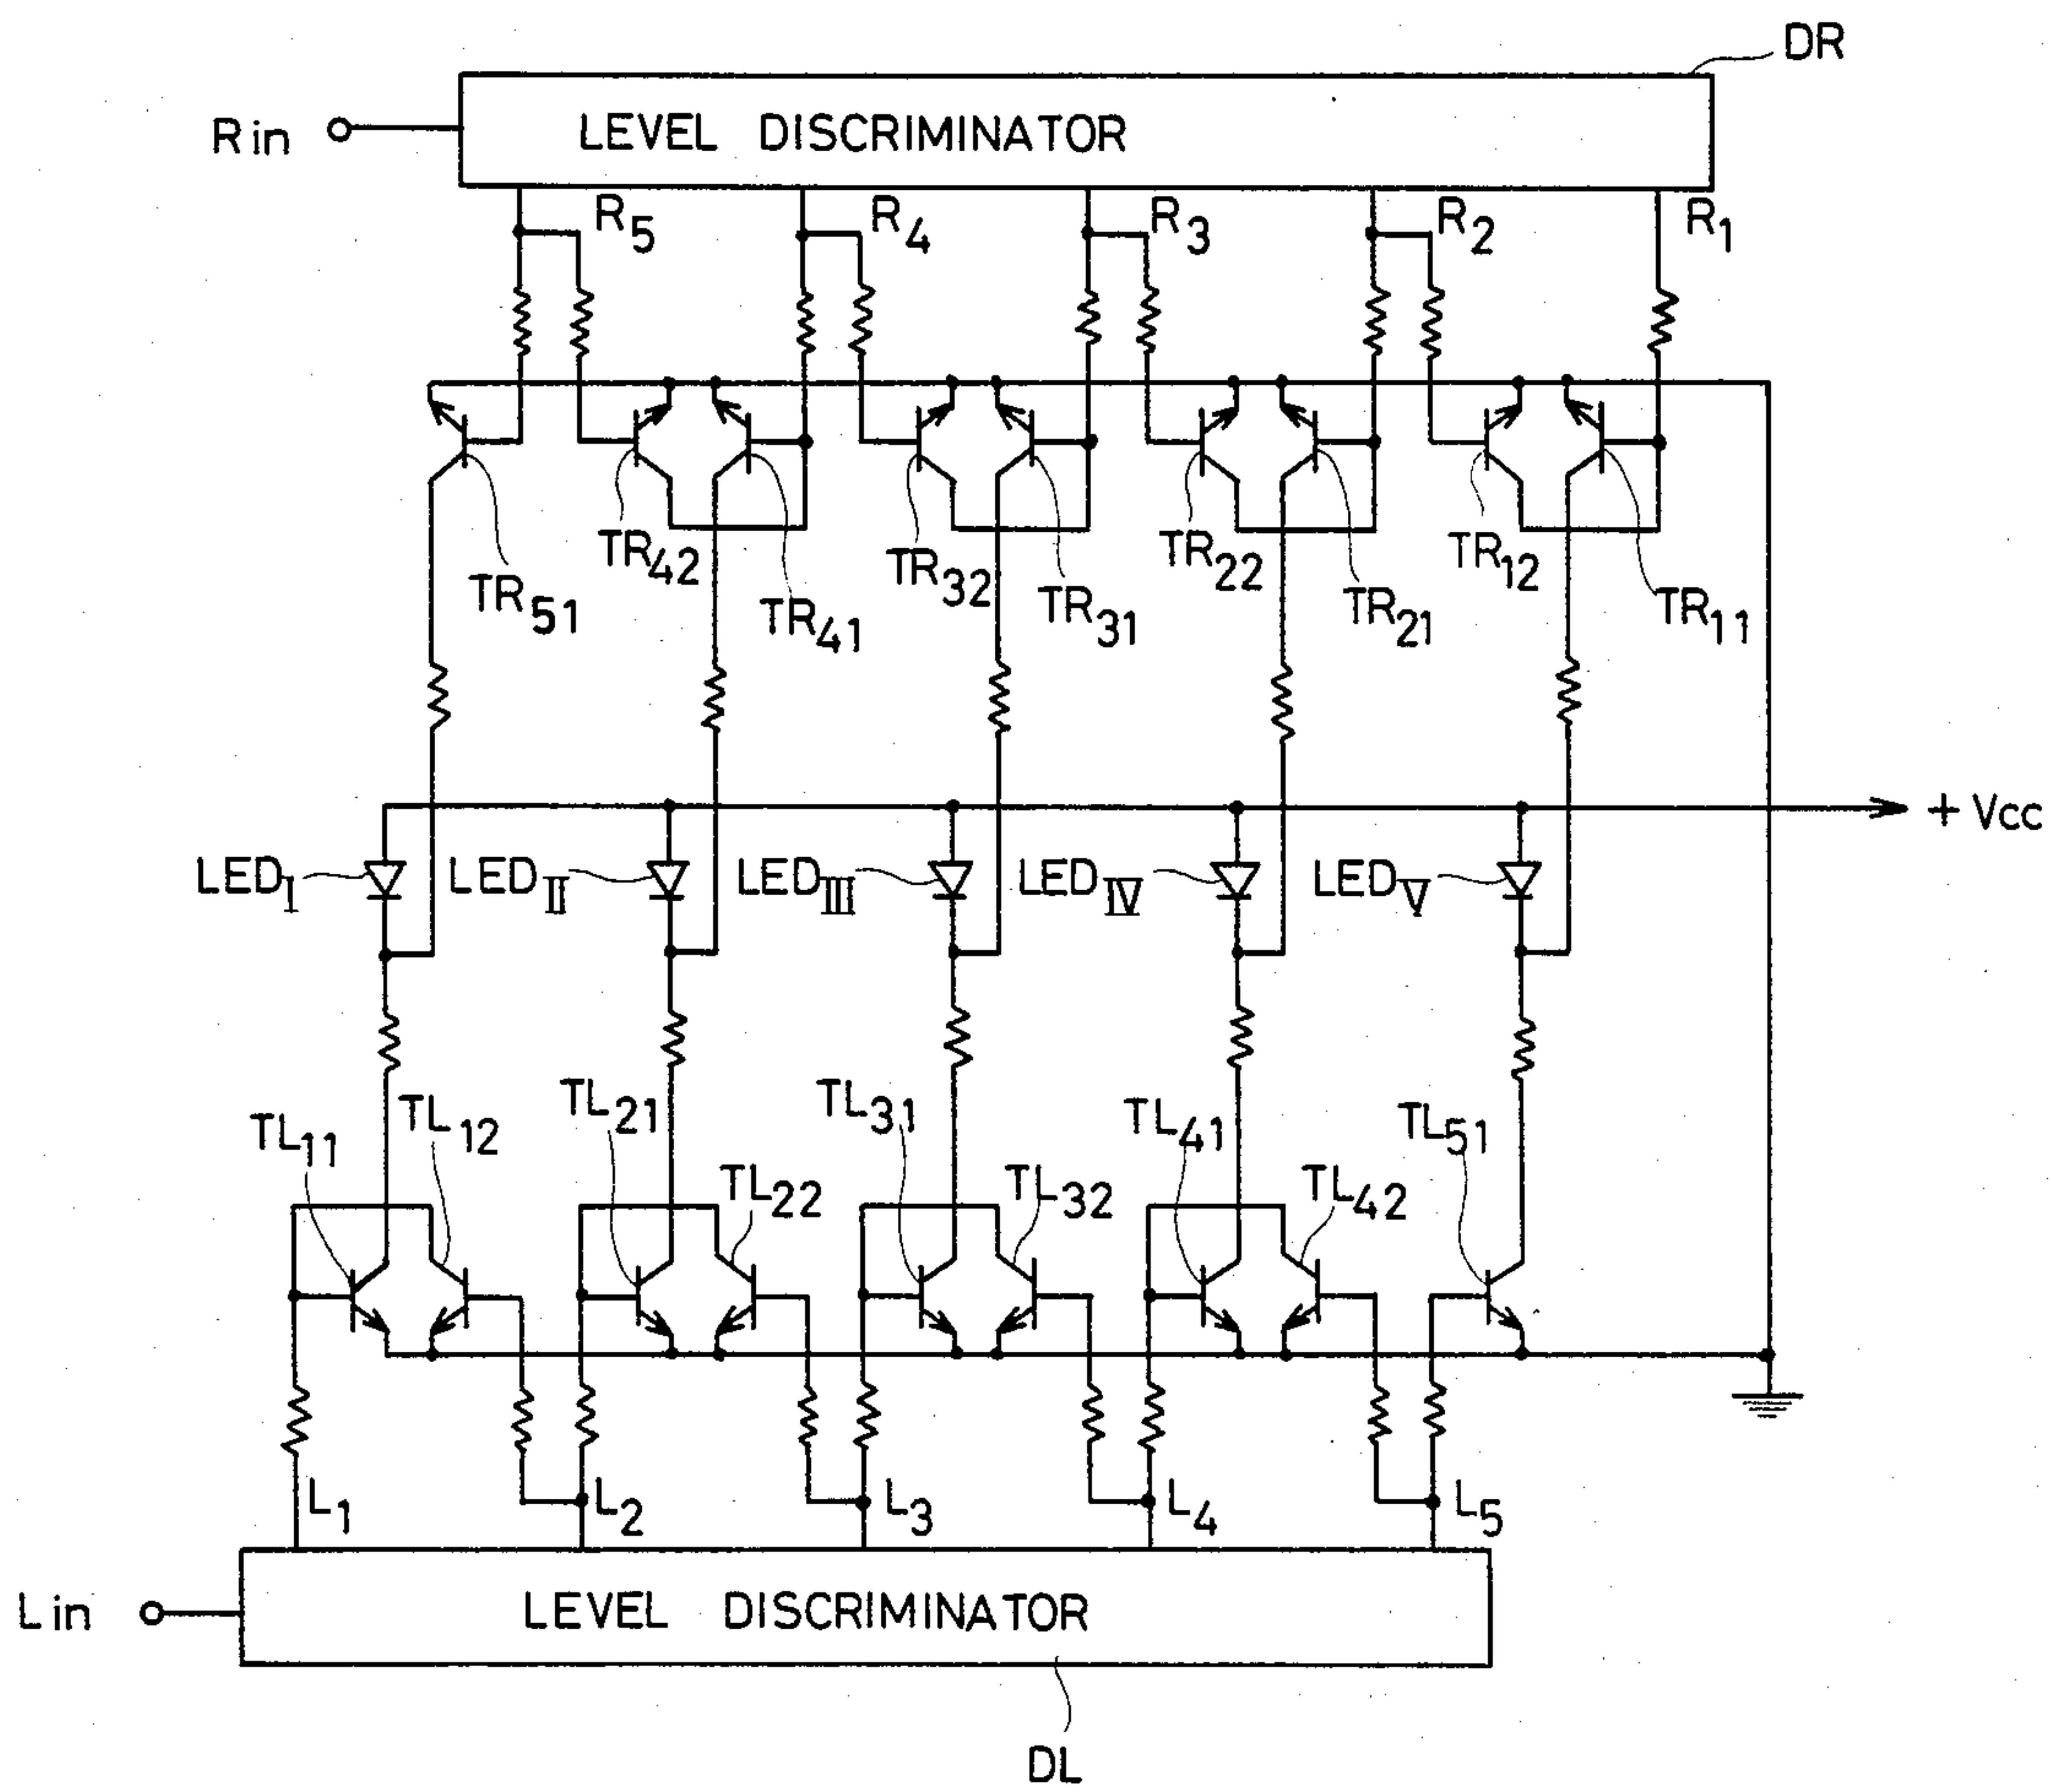 DR
R in
LEVEL DISCRIMINATOR
R5 R4 R3 R2 R1
TR42 TR32 TR22 TR12
TR51 TR41 TR31 TR21 TR11
+ Vcc
LEDI LEDII LEDIII LEDIV LEDV
TL11 TL12 TL21 TL31 TL41 TL51
TL22 TL32 TL42
L1 L2 L3 L4 L5
L in
LEVEL DISCRIMINATOR
DL